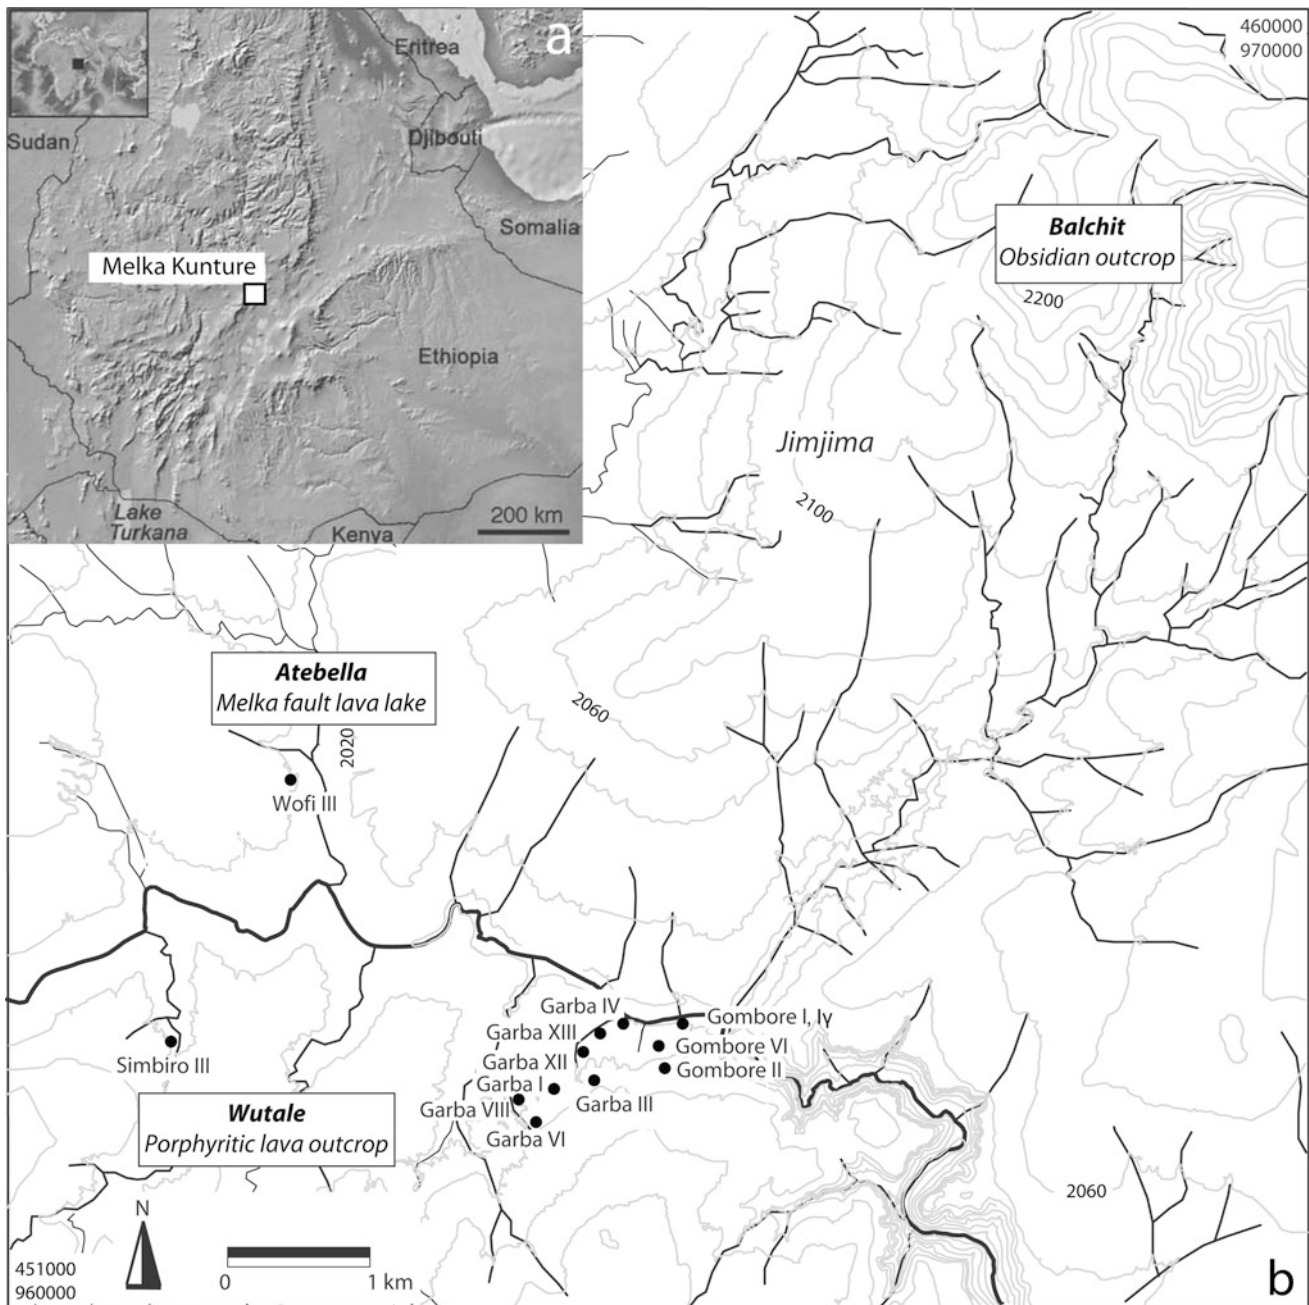 a
Eritrea
Sudan
Djibouti
Somalia
Melka Kunture
Ethiopia
Lake
Turkana
Kenya
200 km
460000
970000
Balchit
Obsidian outcrop
2200
Jimjima
2100
Atebella
Melka fault lava lake
2060
2020
Wofi III
Garba IV
Gombore I, Iγ
Garba XIII
Gombore VI
Simbiro III
Garba XII
Gombore II
Garba I
Garba III
Garba VIII
Garba VI
Wutale
Porphyritic lava outcrop
2060
N
451000
960000
0
1 km
b